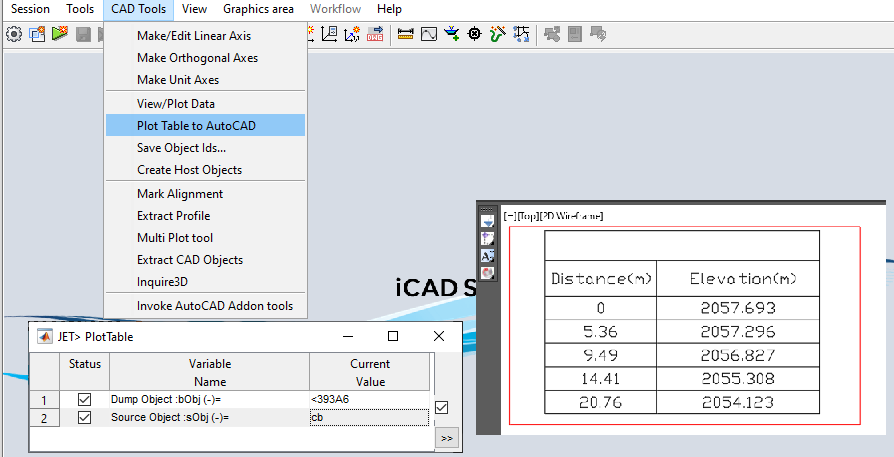 Session Tools CAD Tools View Graphics area Workflow Help
Make/Edit Linear Axis
Make Orthogonal Axes
Make Unit Axes
View/Plot Data
Plot Table to AutoCAD
Save Object Ids...
Create Host Objects
Mark Alignment
Extract Profile
Multi Plot tool
Extract CAD Objects
Inquire3D
Invoke AutoCAD Addon tools
iCAD S
JET> PlotTable
Status Variable Name Current Value
1 Dump Object :bObj (-)= <393A6
2 Source Object :sObj (-)= cb
>>
[−][Top][2D Wireframe]
Distance(m) Elevation(m)
0 2057.693
5.36 2057.296
9.49 2056.827
14.41 2055.308
20.76 2054.123